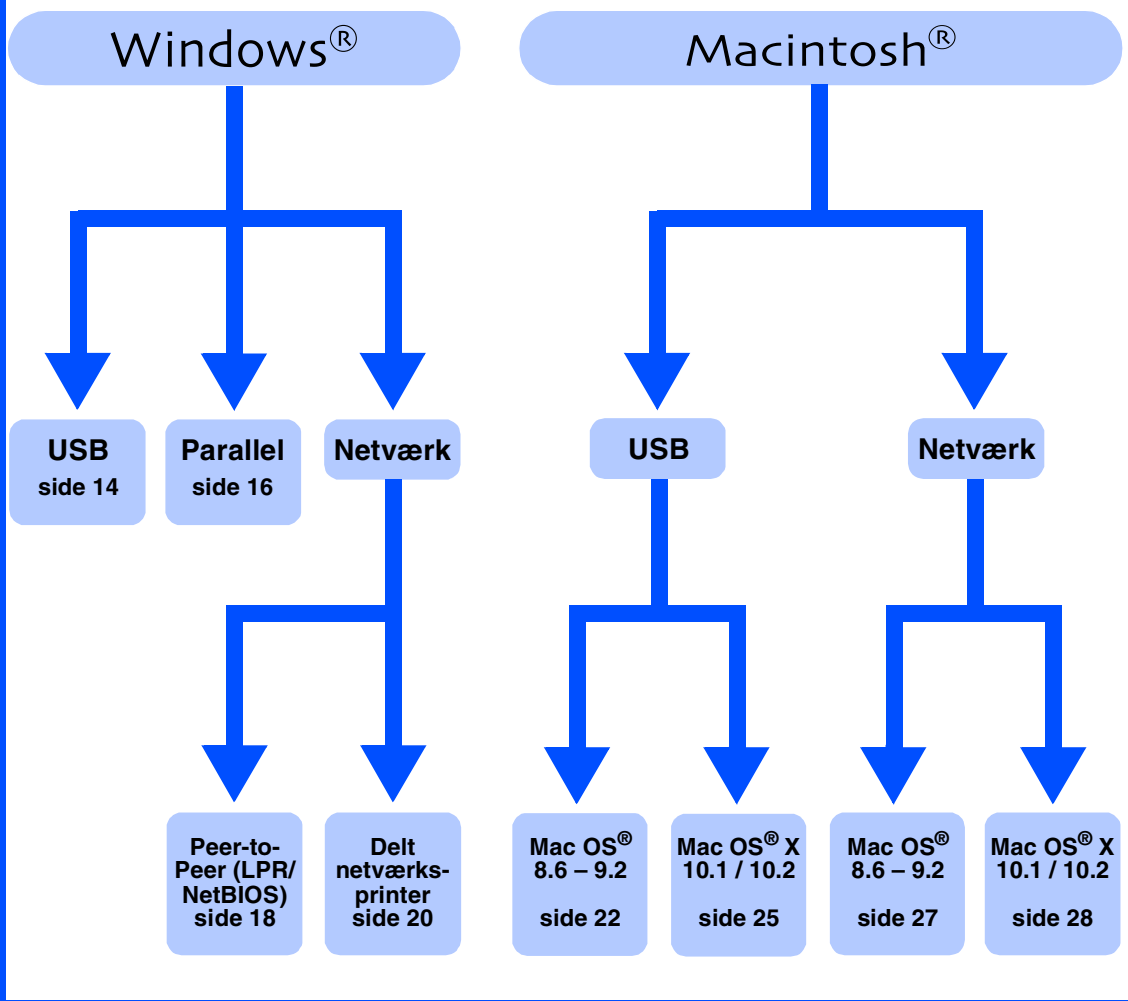 Windows®
Macintosh®
USB
side 14
Parallel
side 16
Netværk
USB
Netværk
Peer-to-
Peer (LPR/
NetBIOS)
side 18
Delt
netværks-
printer
side 20
Mac OS®
8.6 – 9.2
side 22
Mac OS® X
10.1 / 10.2
side 25
Mac OS®
8.6 – 9.2
side 27
Mac OS® X
10.1 / 10.2
side 28